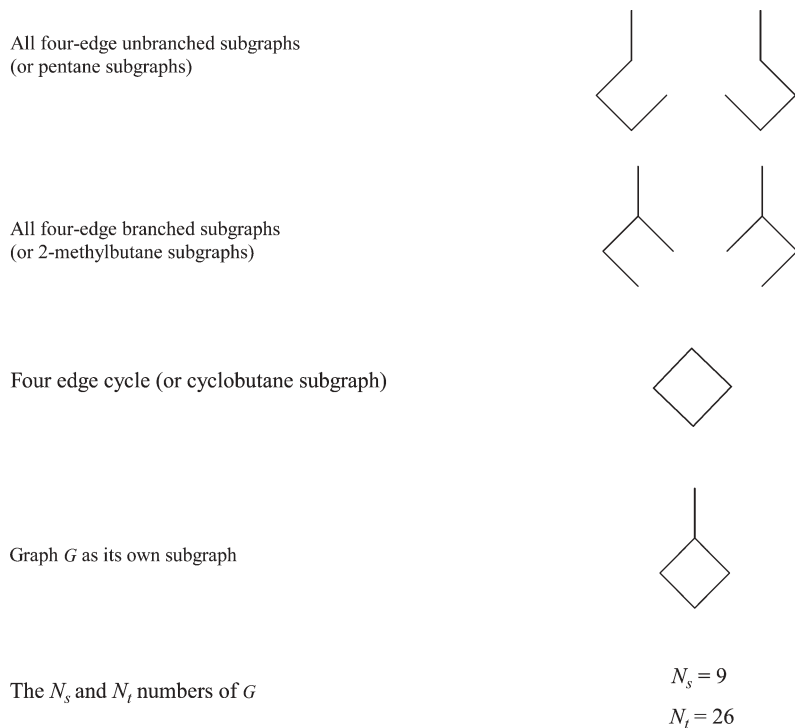 All four-edge unbranched subgraphs
(or pentane subgraphs)
All four-edge branched subgraphs
(or 2-methylbutane subgraphs)
Four edge cycle (or cyclobutane subgraph)
Graph G as its own subgraph
The Nₛ and Nₜ numbers of G
Nₛ = 9
Nₜ = 26